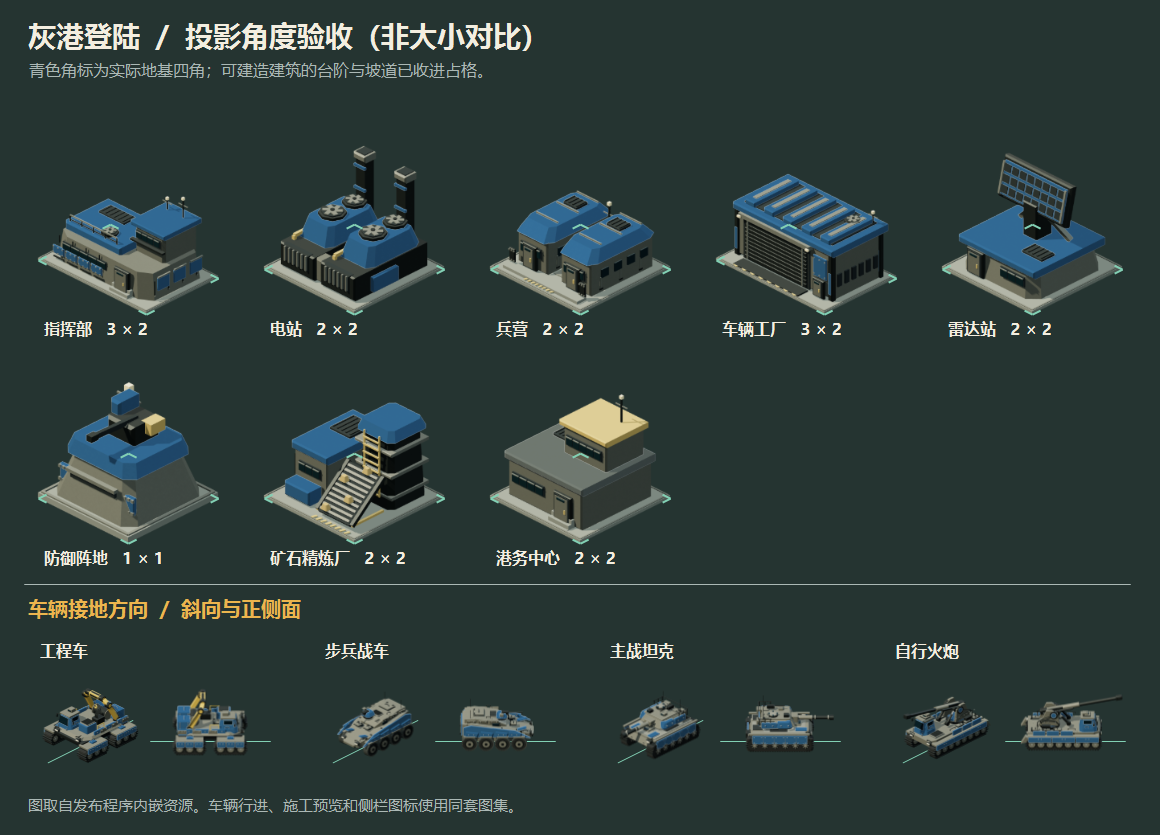 灰港登陆 / 投影角度验收（非大小对比）
青色角标为实际地基四角；可建造建筑的台阶与坡道已收进占格。
指挥部 3 × 2
电站 2 × 2
兵营 2 × 2
车辆工厂 3 × 2
雷达站 2 × 2
防御阵地 1 × 1
矿石精炼厂 2 × 2
港务中心 2 × 2
车辆接地方向 / 斜向与正侧面
工程车
步兵战车
主战坦克
自行火炮
图取自发布程序内嵌资源。车辆行进、施工预览和侧栏图标使用同套图集。